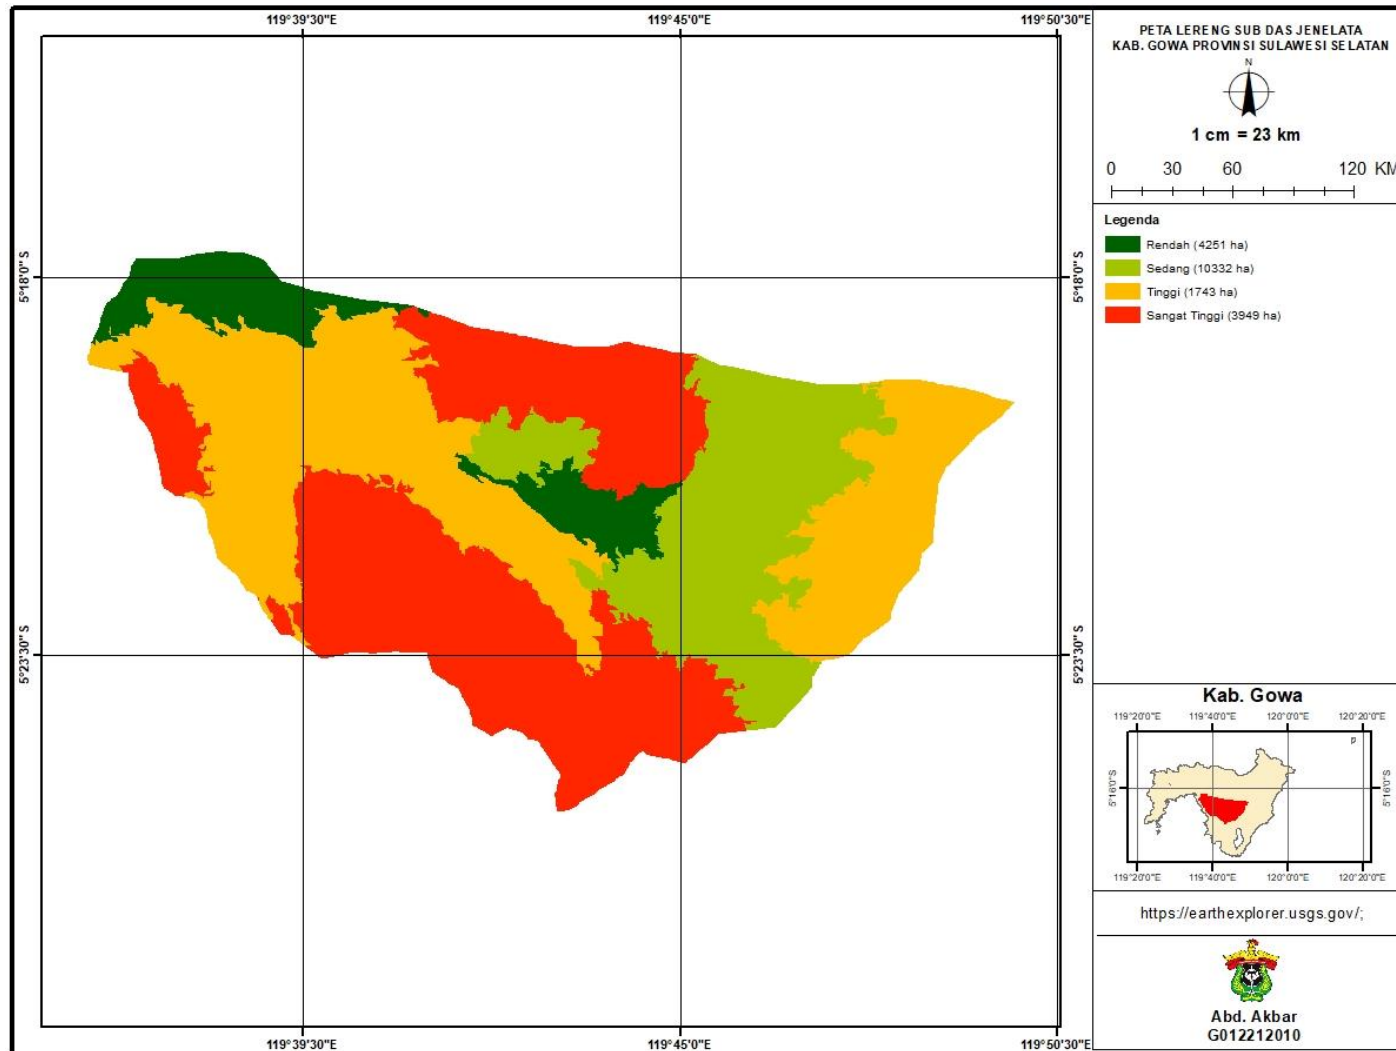 119°39'30"E 119°45'0"E 119°50'30"E
5°18'0" S 5°18'0" S
5°23'30" S 5°23'30" S
119°39'30"E 119°45'0"E 119°50'30"E
PETA LERENG SUB DAS JENELATA
KAB. GOWA PROVINSI SULAWESI SELATAN
N
1 cm = 23 km
0 30 60 120 KM
Legenda
Rendah (4251 ha)
Sedang (10332 ha)
Tinggi (1743 ha)
Sangat Tinggi (3949 ha)
Kab. Gowa
119°20'0"E 119°40'0"E 120°0'0"E 120°20'0"E
5°16'0"S 5°16'0"S
119°20'0"E 119°40'0"E 120°0'0"E 120°20'0"E
https://earthexplorer.usgs.gov/;
Abd. Akbar
G012212010